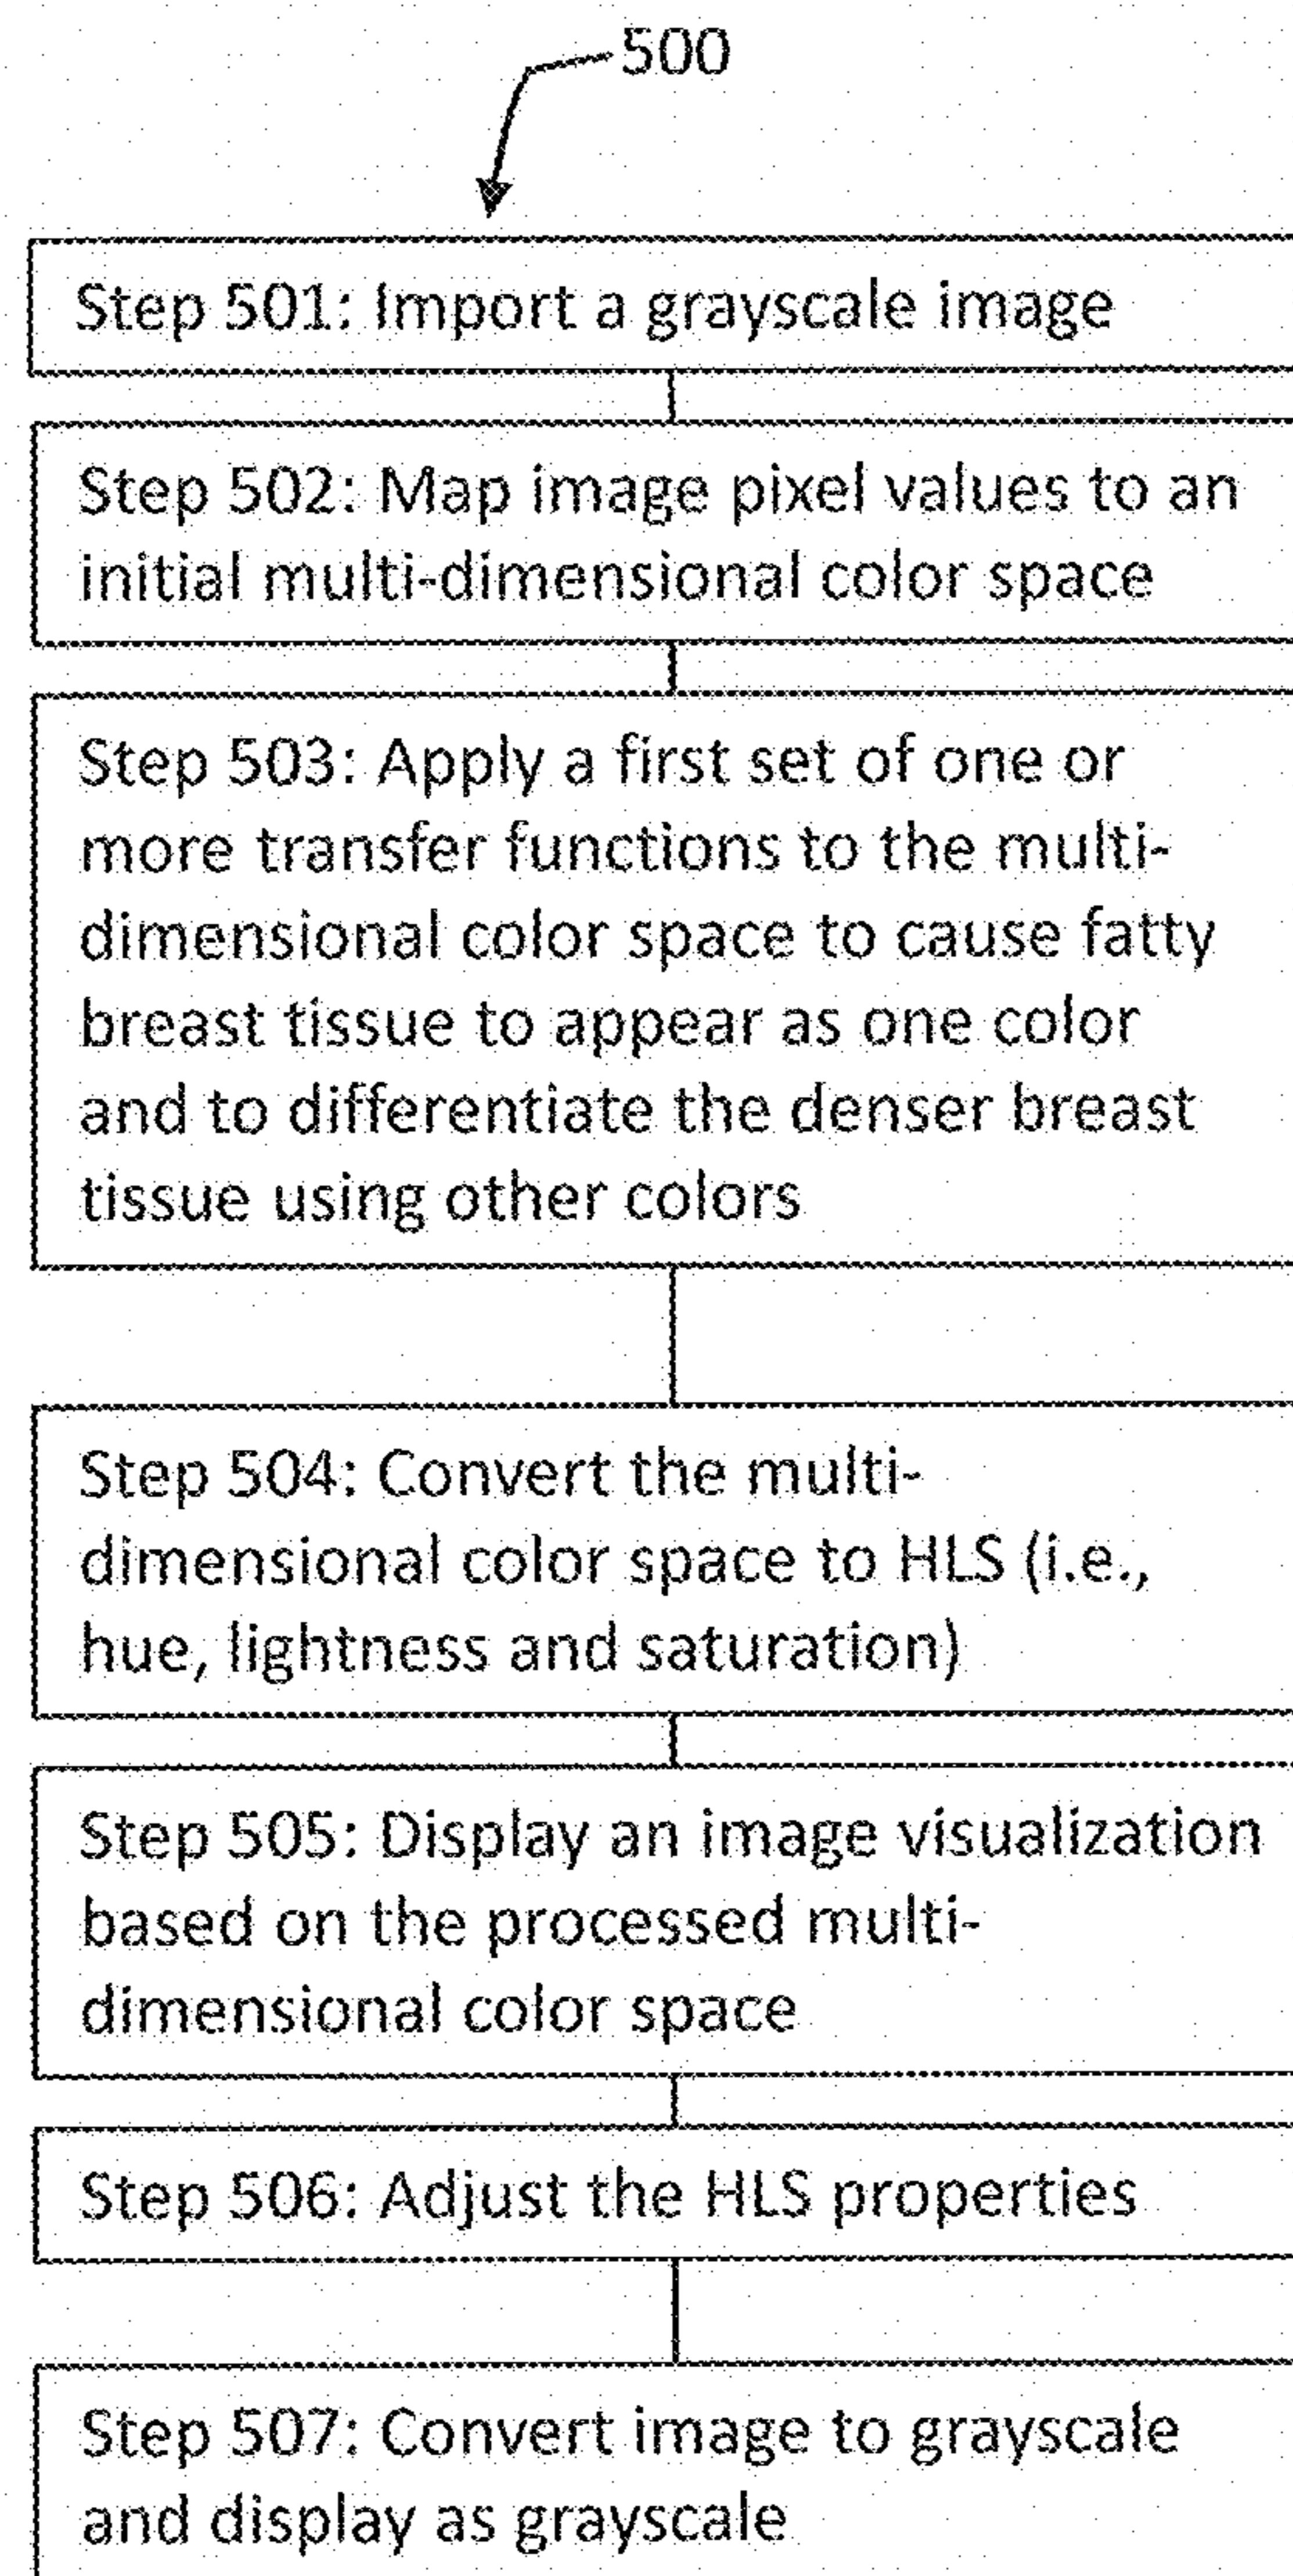 500
Step 501: Import a grayscale image
Step 502: Map image pixel values to an
initial multi-dimensional color space
Step 503: Apply a first set of one or
more transfer functions to the multi-
dimensional color space to cause fatty
breast tissue to appear as one color
and to differentiate the denser breast
tissue using other colors
Step 504: Convert the multi-
dimensional color space to HLS (i.e.,
hue, lightness and saturation)
Step 505: Display an image visualization
based on the processed multi-
dimensional color space
Step 506: Adjust the HLS properties
Step 507: Convert image to grayscale
and display as grayscale